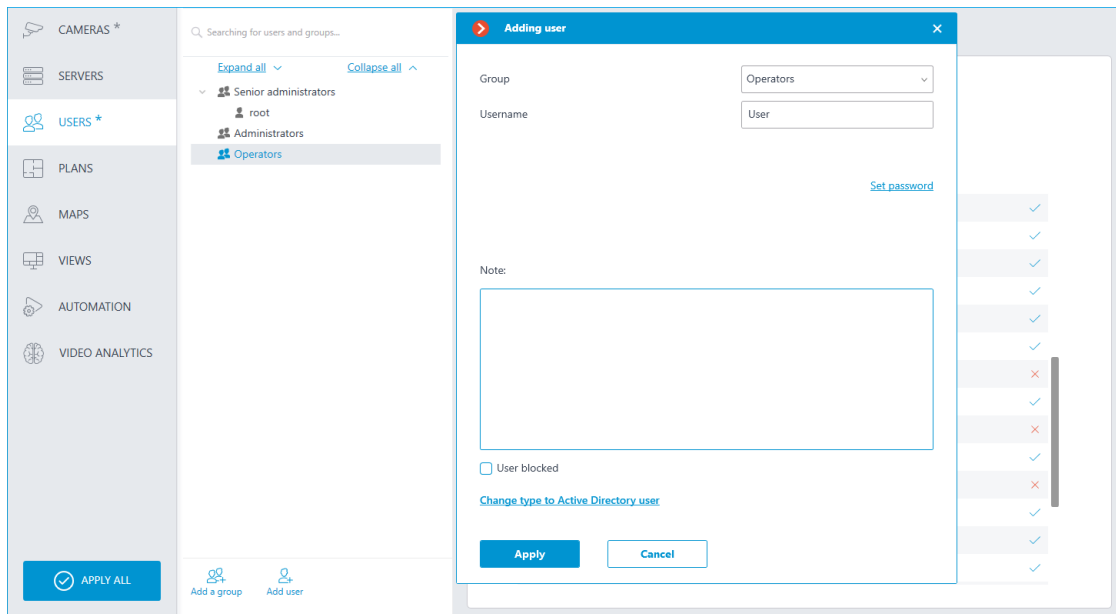 CAMERAS *
SERVERS
USERS *
PLANS
MAPS
VIEWS
AUTOMATION
VIDEO ANALYTICS
APPLY ALL
Searching for users and groups...
Expand all
Collapse all
Senior administrators
root
Administrators
Operators
Add a group
Add user
Adding user
Group
Operators
Username
User
Set password
Note:
User blocked
Change type to Active Directory user
Apply
Cancel